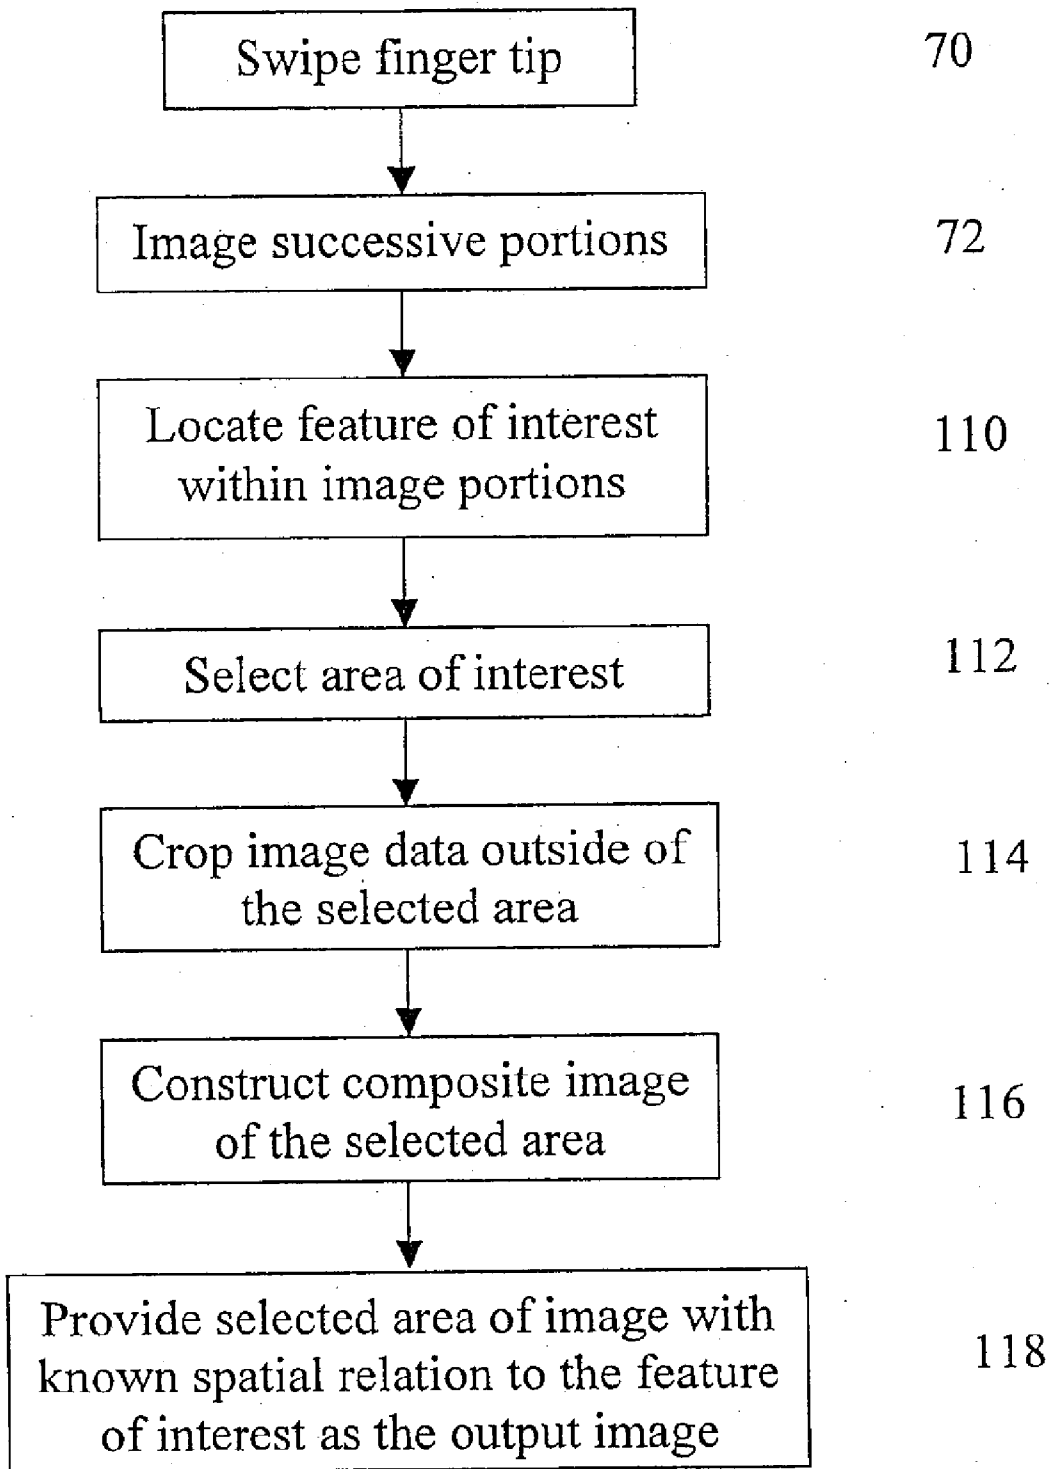 Swipe finger tip 70
Image successive portions 72
Locate feature of interest
within image portions 110
Select area of interest 112
Crop image data outside of
the selected area 114
Construct composite image
of the selected area 116
Provide selected area of image with
known spatial relation to the feature 118
of interest as the output image